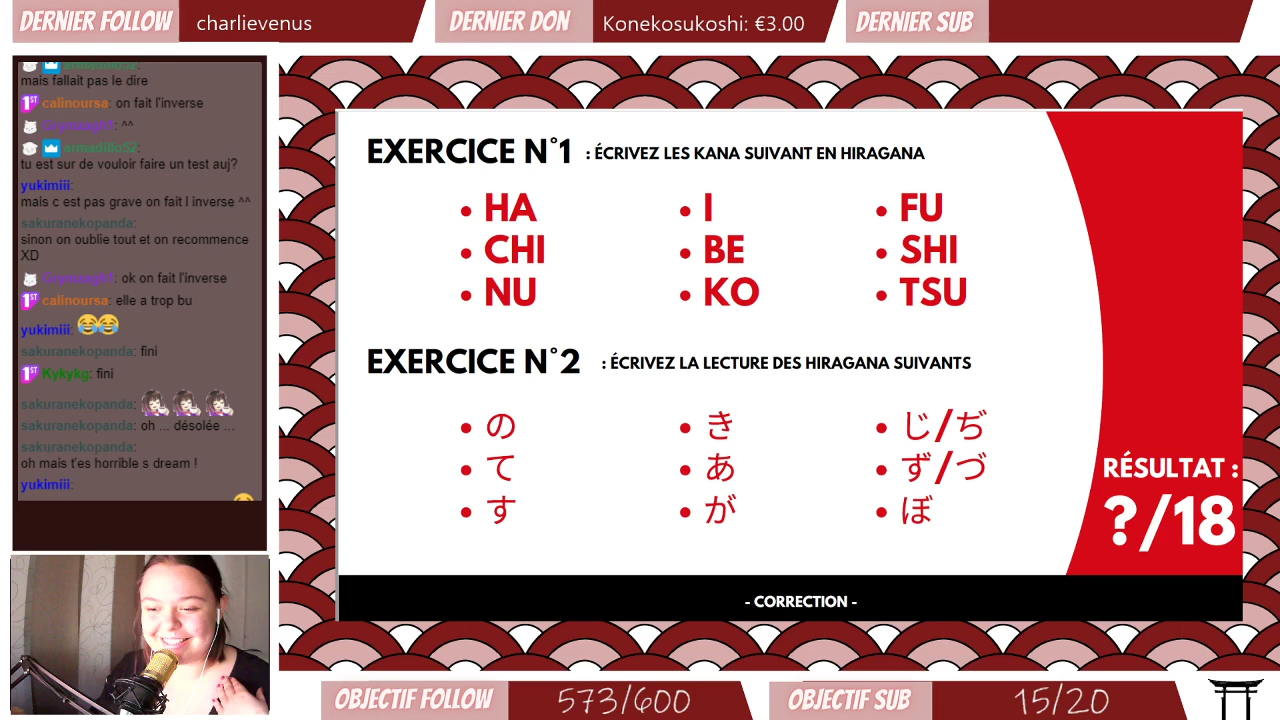 DERNIER FOLLOW charlievenus DERNIER DON Konekosukoshi: €3.00 DERNIER SUB
mais fallait pas le dire
1ST calinoursa: on fait l'inverse
: ^^
armadillo52:
tu est sur de vouloir faire un test auj?
yukimiii:
mais c est pas grave on fait l inverse ^^
sakuranekopanda:
sinon on oublie tout et on recommence
XD
: ok on fait l'inverse
1ST calinoursa: elle a trop bu
yukimiii:
sakuranekopanda: fini
1ST Kykykg: fini
sakuranekopanda:
sakuranekopanda: oh ... désolée ...
sakuranekopanda:
oh mais t'es horrible s dream !
yukimiii:
EXERCICE N°1 : ÉCRIVEZ LES KANA SUIVANT EN HIRAGANA
• HA • I • FU
• CHI • BE • SHI
• NU • KO • TSU
EXERCICE N°2 : ÉCRIVEZ LA LECTURE DES HIRAGANA SUIVANTS
• の • き • じ/ぢ
• て • あ • ず/づ
• す • が • ぼ
RÉSULTAT :
?/18
- CORRECTION -
OBJECTIF FOLLOW 573/600 OBJECTIF SUB 15/20